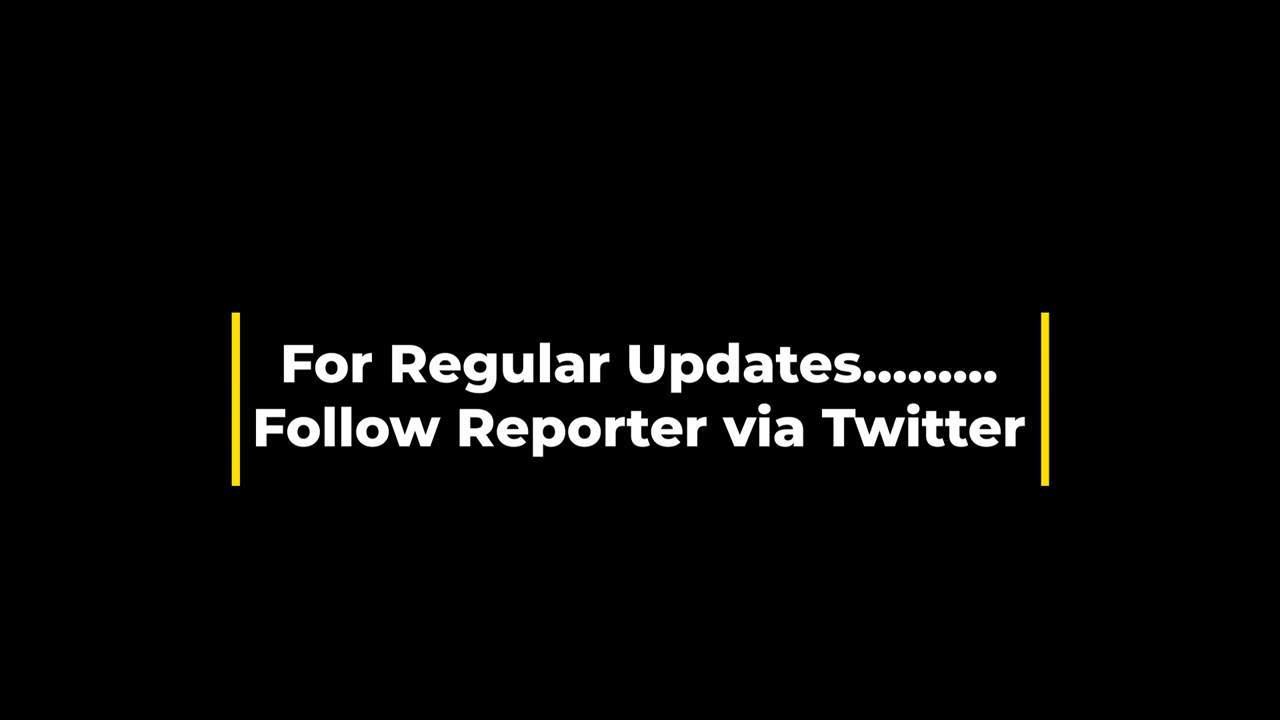 For Regular Updates.........
Follow Reporter via Twitter